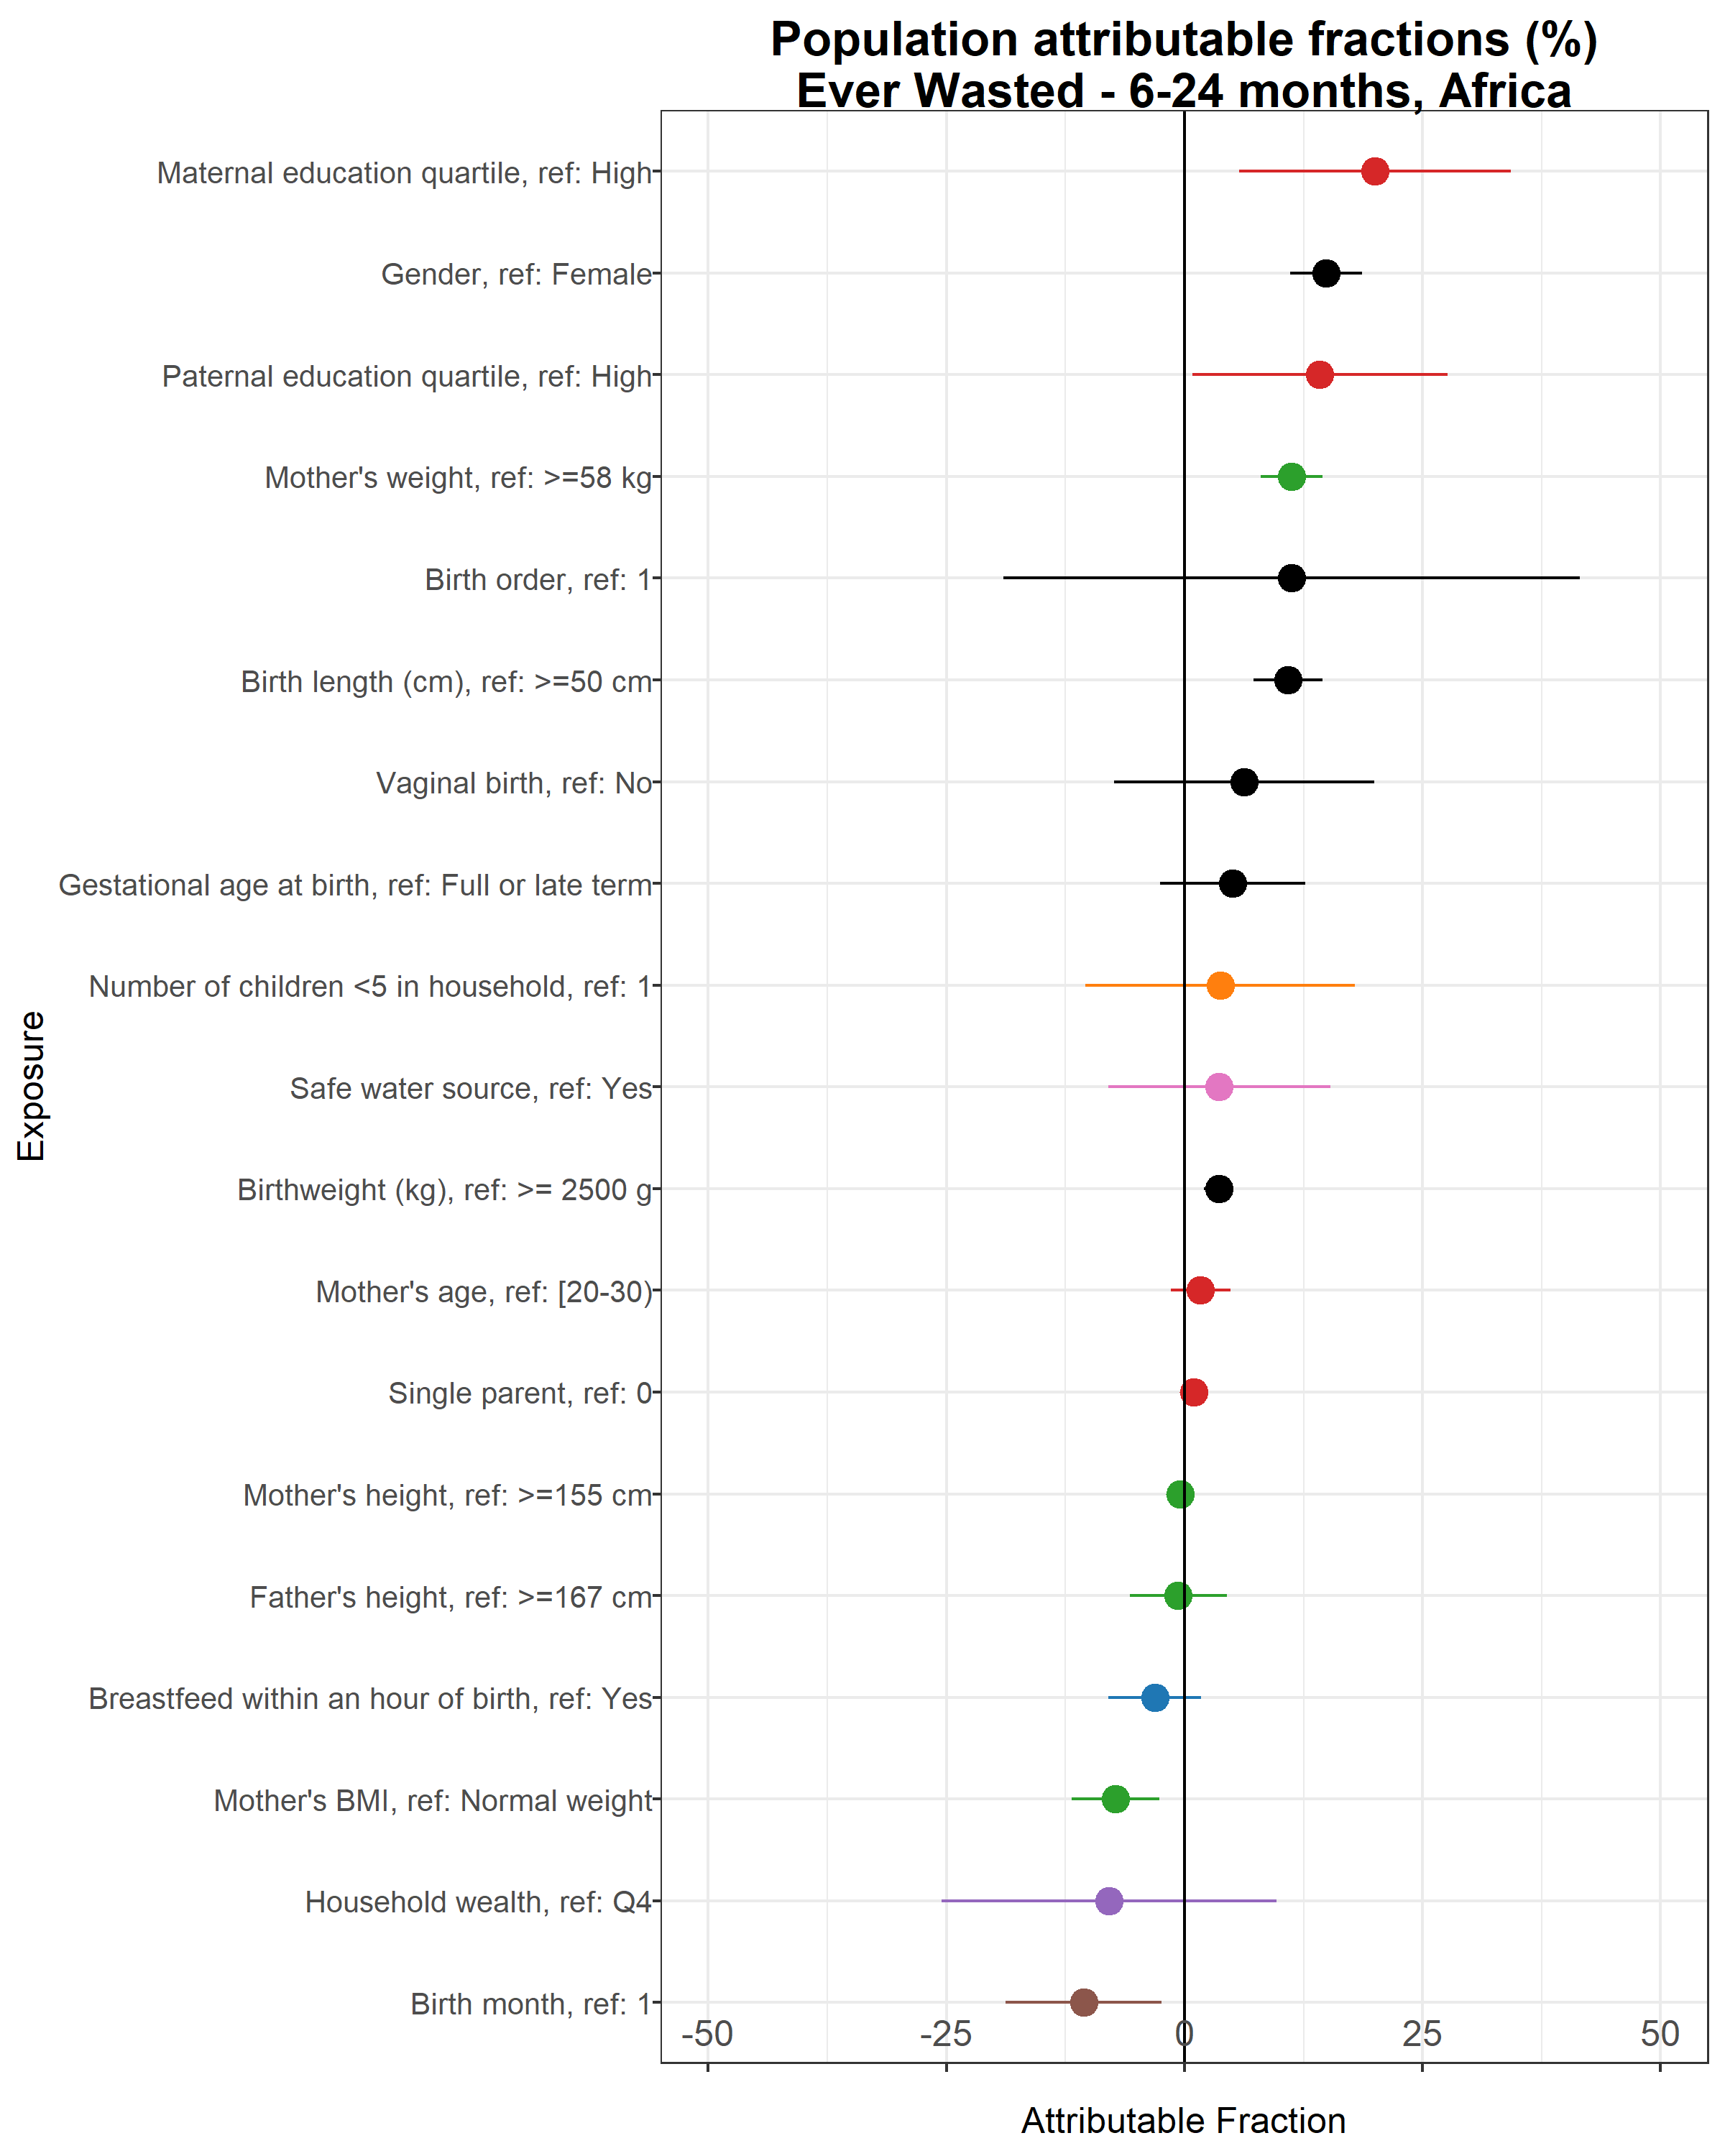 Population attributable fractions (%)
Ever Wasted - 6-24 months, Africa
Maternal education quartile, ref: High
Gender, ref: Female
Paternal education quartile, ref: High
Mother's weight, ref: >=58 kg
Birth order, ref: 1
Birth length (cm), ref: >=50 cm
Vaginal birth, ref: No
Gestational age at birth, ref: Full or late term
Number of children <5 in household, ref: 1
Safe water source, ref: Yes
Birthweight (kg), ref: >= 2500 g
Mother's age, ref: [20-30)
Single parent, ref: 0
Mother's height, ref: >=155 cm
Father's height, ref: >=167 cm
Breastfeed within an hour of birth, ref: Yes
Mother's BMI, ref: Normal weight
Household wealth, ref: Q4
Birth month, ref: 1
Exposure
-50 -25 0 25 50
Attributable Fraction